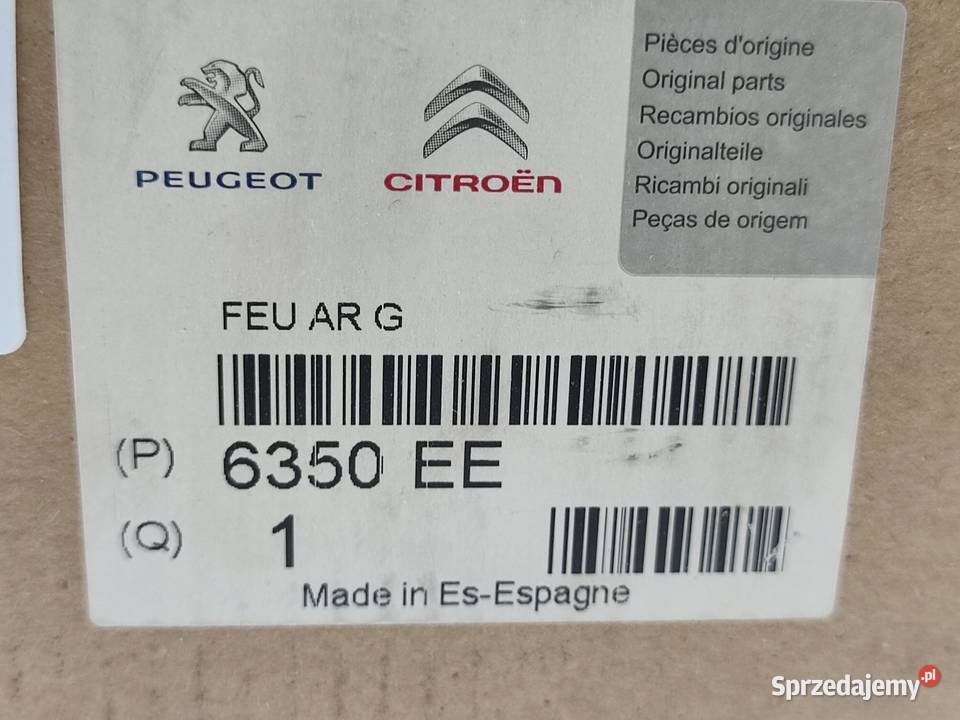 PEUGEOT
CITROËN
Pièces d'origine
Original parts
Recambios originales
Originalteile
Ricambi originali
Peças de origem
FEU AR G
(P) 6350 EE
(Q) 1
Made in Es-Espagne
Sprzedajemy.pl